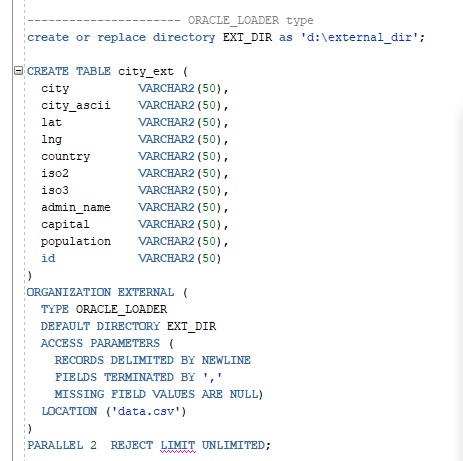 ---------------------- ORACLE_LOADER type
create or replace directory EXT_DIR as 'd:\external_dir';
CREATE TABLE city_ext (
city VARCHAR2(50),
city_ascii VARCHAR2(50),
lat VARCHAR2(50),
lng VARCHAR2(50),
country VARCHAR2(50),
iso2 VARCHAR2(50),
iso3 VARCHAR2(50),
admin_name VARCHAR2(50),
capital VARCHAR2(50),
population VARCHAR2(50),
id VARCHAR2(50)
)
ORGANIZATION EXTERNAL (
TYPE ORACLE_LOADER
DEFAULT DIRECTORY EXT_DIR
ACCESS PARAMETERS (
RECORDS DELIMITED BY NEWLINE
FIELDS TERMINATED BY ','
MISSING FIELD VALUES ARE NULL)
LOCATION ('data.csv')
)
PARALLEL 2 REJECT LIMIT UNLIMITED;